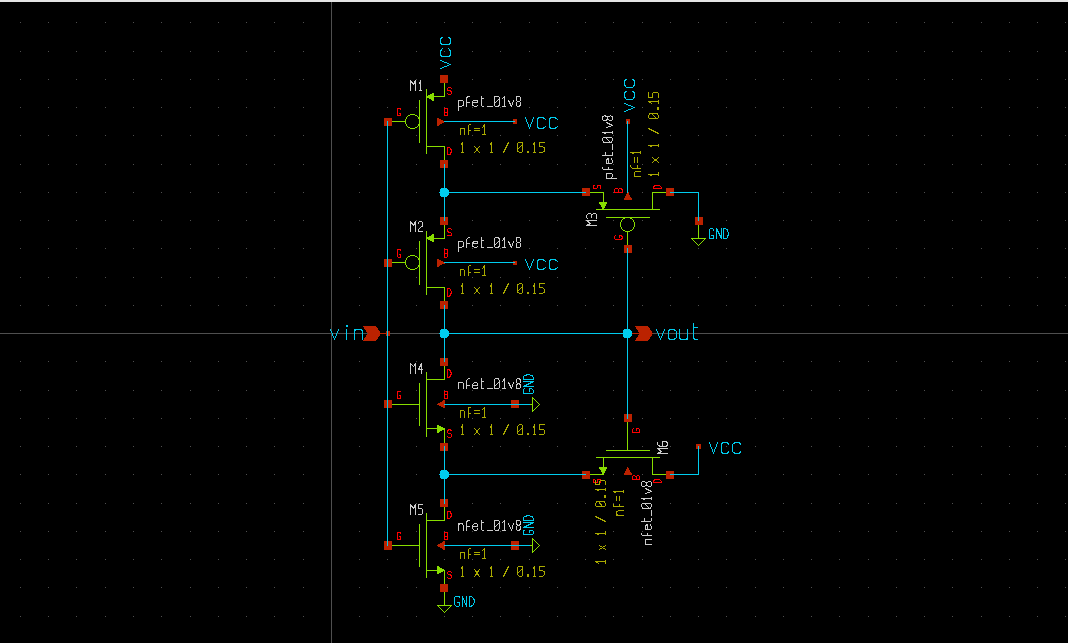 VCC
M1
S
pfet_01v8
G
B
VCC
nf=1
1 x 1 / 0.15
D
VCC
pfet_01v8
nf=1
1 x 1 / 0.15
S
B
D
M3
G
GND
M2
S
pfet_01v8
G
B
VCC
nf=1
1 x 1 / 0.15
D
vin
vout
M4
D
nfet_01v8
GND
G
B
nf=1
1 x 1 / 0.15
S
G
M6
VCC
S
B
D
1 x 1 / 0.15
nf=1
nfet_01v8
M5
D
nfet_01v8
GND
G
B
nf=1
1 x 1 / 0.15
S
GND